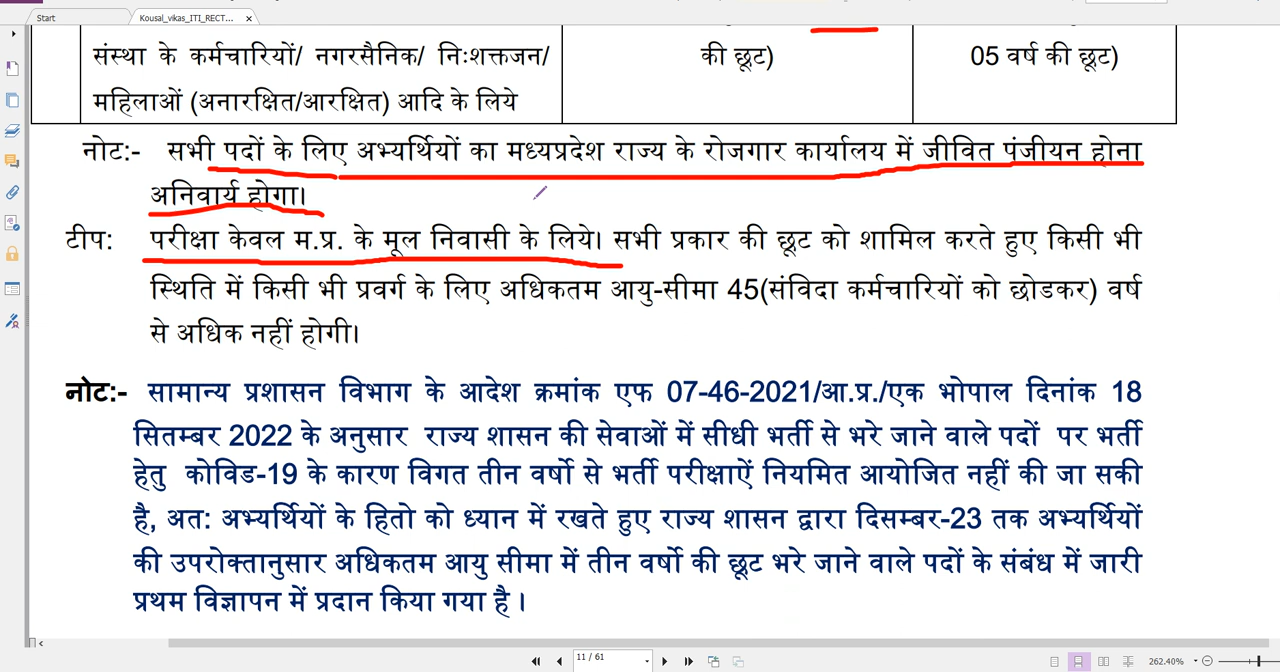 Start
Kousal_vikas_ITI_RECT...
संस्था के कर्मचारियों/ नगरसैनिक/ निःशक्तजन/
महिलाओं (अनारक्षित/आरक्षित) आदि के लिये
की छूट)
05 वर्ष की छूट)
नोट:- सभी पदों के लिए अभ्यर्थियों का मध्यप्रदेश राज्य के रोजगार कार्यालय में जीवित पंजीयन होना
अनिवार्य होगा।
टीप: परीक्षा केवल म.प्र. के मूल निवासी के लिये। सभी प्रकार की छूट को शामिल करते हुए किसी भी
स्थिति में किसी भी प्रवर्ग के लिए अधिकतम आयु-सीमा 45(संविदा कर्मचारियों को छोडकर) वर्ष
से अधिक नहीं होगी।
नोट:- सामान्य प्रशासन विभाग के आदेश क्रमांक एफ 07-46-2021/आ.प्र./एक भोपाल दिनांक 18
सितम्बर 2022 के अनुसार राज्य शासन की सेवाओं में सीधी भर्ती से भरे जाने वाले पदों पर भर्ती
हेतु कोविड-19 के कारण विगत तीन वर्षो से भर्ती परीक्षाऐं नियमित आयोजित नहीं की जा सकी
है, अत: अभ्यर्थियों के हितो को ध्यान में रखते हुए राज्य शासन द्वारा दिसम्बर-23 तक अभ्यर्थियों
की उपरोक्तानुसार अधिकतम आयु सीमा में तीन वर्षो की छूट भरे जाने वाले पदों के संबंध में जारी
प्रथम विज्ञापन में प्रदान किया गया है।
11 / 61
262.40%